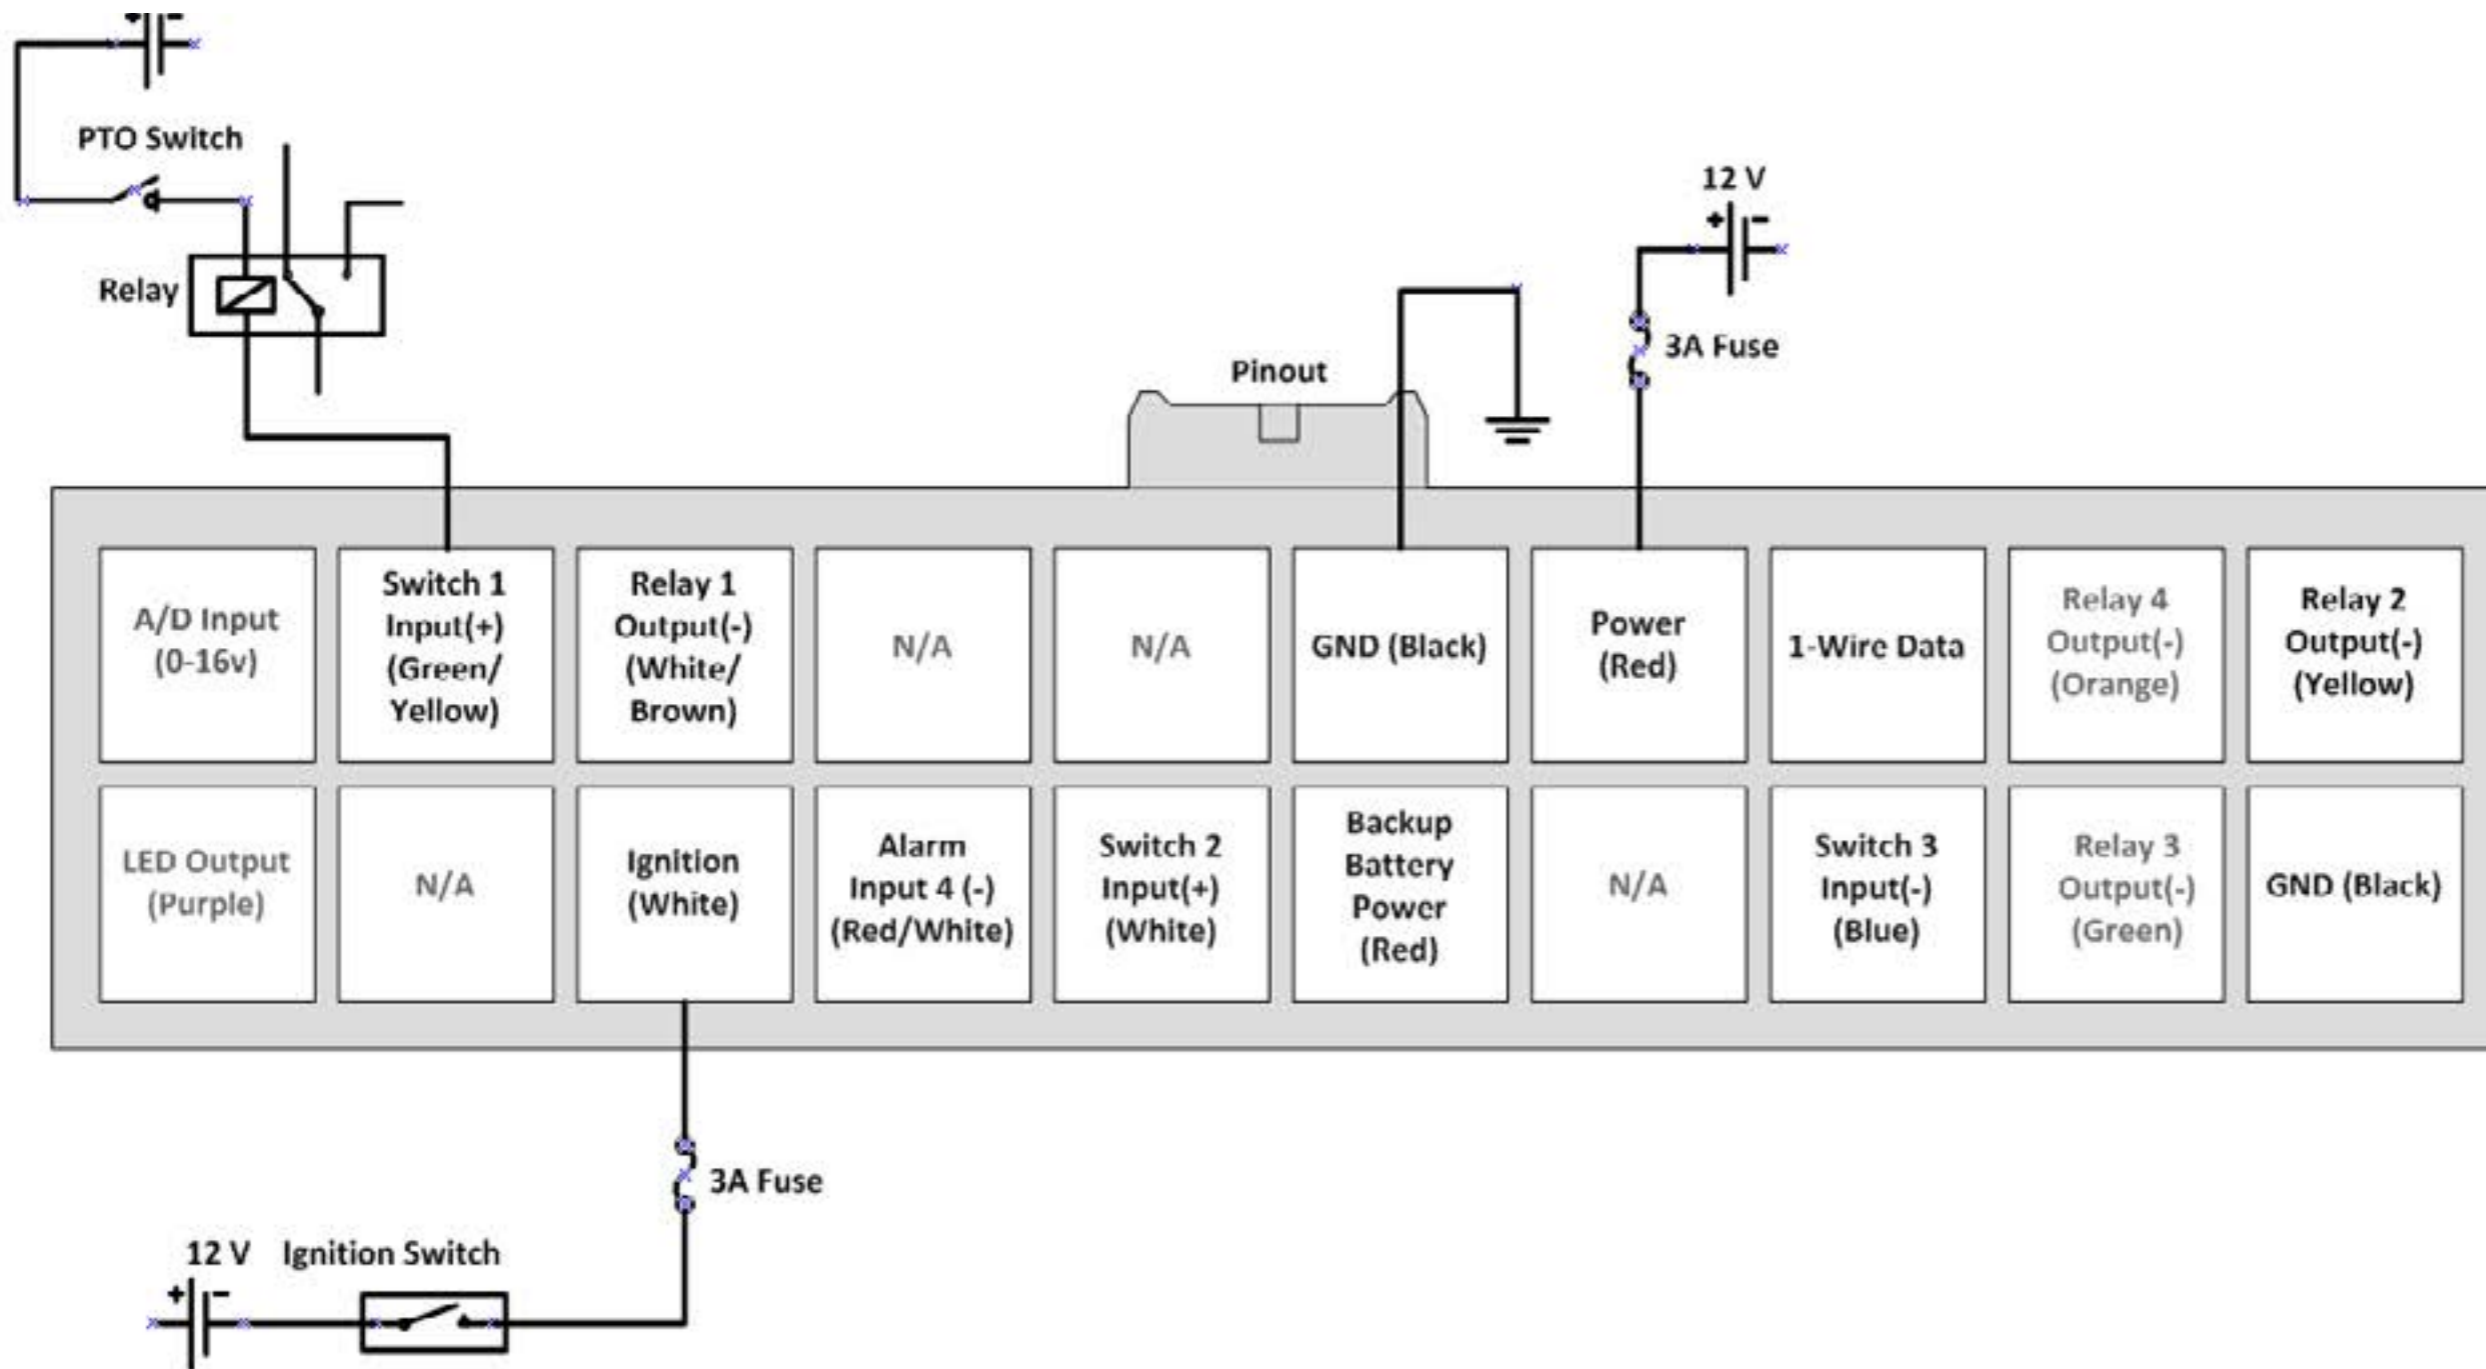 + -
PTO Switch
Relay
12 V
+ -
3A Fuse
Pinout
A/D Input
(0-16v)
Switch 1
Input(+)
(Green/
Yellow)
Relay 1
Output(-)
(White/
Brown)
N/A
N/A
GND (Black)
Power
(Red)
1-Wire Data
Relay 4
Output(-)
(Orange)
Relay 2
Output(-)
(Yellow)
LED Output
(Purple)
N/A
Ignition
(White)
Alarm
Input 4 (-)
(Red/White)
Switch 2
Input(+)
(White)
Backup
Battery
Power
(Red)
N/A
Switch 3
Input(-)
(Blue)
Relay 3
Output(-)
(Green)
GND (Black)
3A Fuse
12 V
Ignition Switch
+ -